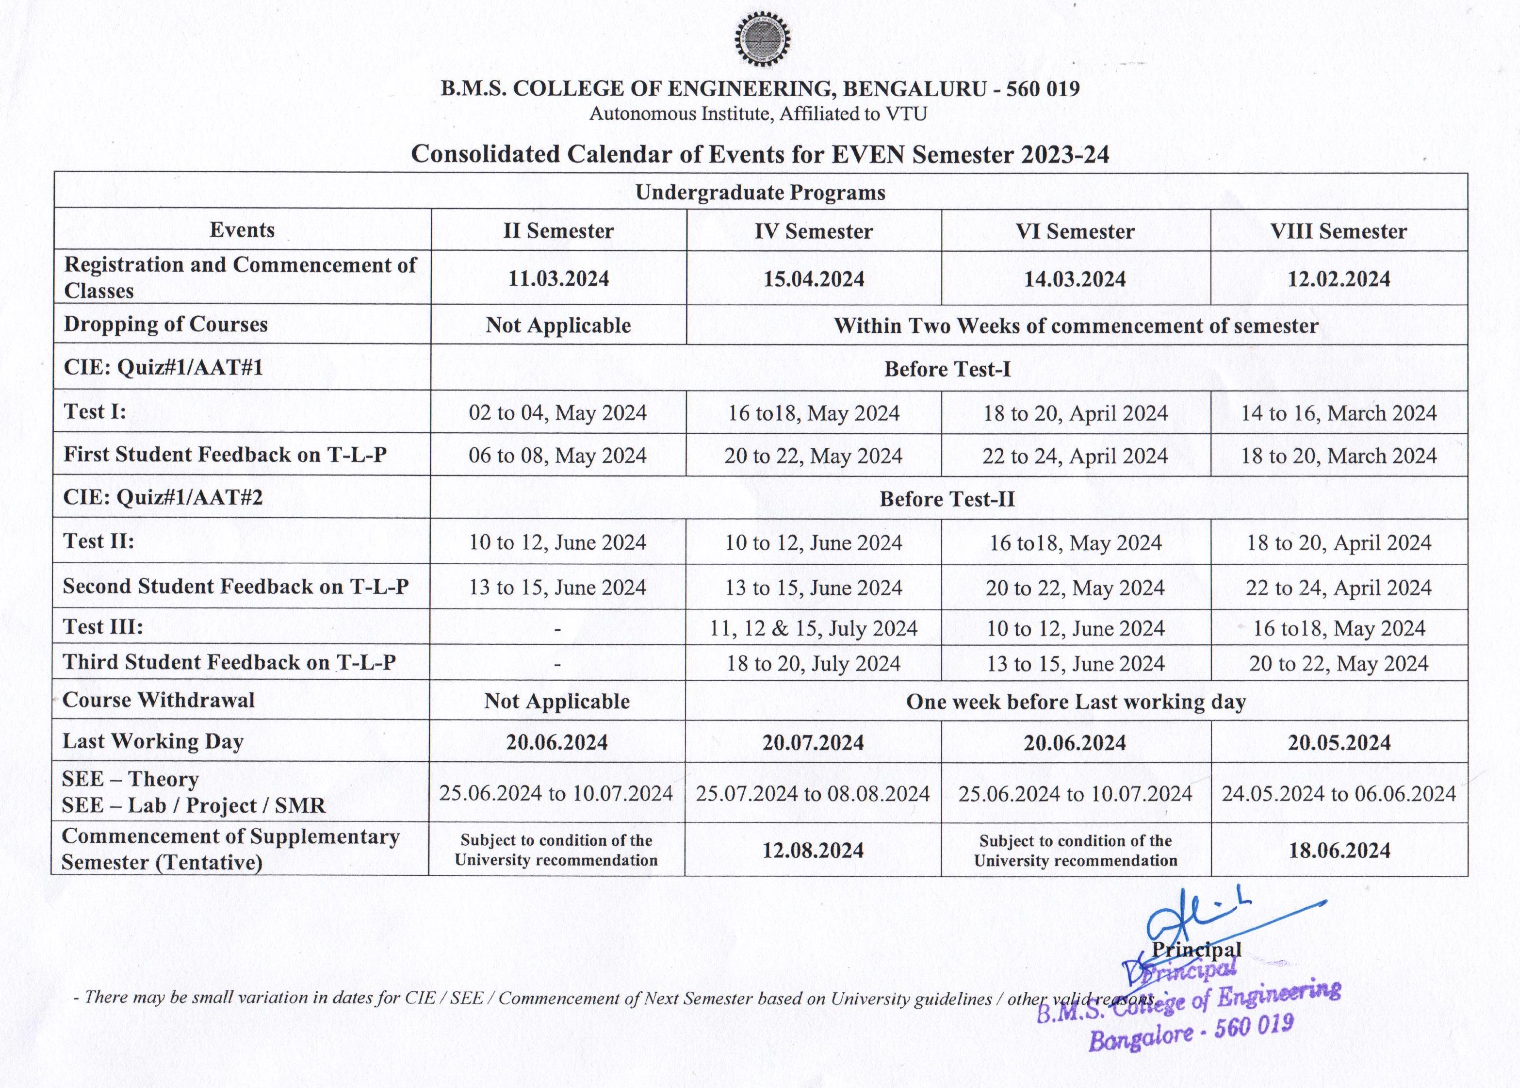 B.M.S. COLLEGE OF ENGINEERING, BENGALURU - 560 019
Autonomous Institute, Affiliated to VTU
Consolidated Calendar of Events for EVEN Semester 2023-24
Undergraduate Programs
Events II Semester IV Semester VI Semester VIII Semester
Registration and Commencement of
Classes 11.03.2024 15.04.2024 14.03.2024 12.02.2024
Dropping of Courses Not Applicable Within Two Weeks of commencement of semester
CIE: Quiz#1/AAT#1 Before Test-I
Test I: 02 to 04, May 2024 16 to18, May 2024 18 to 20, April 2024 14 to 16, March 2024
First Student Feedback on T-L-P 06 to 08, May 2024 20 to 22, May 2024 22 to 24, April 2024 18 to 20, March 2024
CIE: Quiz#1/AAT#2 Before Test-II
Test II: 10 to 12, June 2024 10 to 12, June 2024 16 to18, May 2024 18 to 20, April 2024
Second Student Feedback on T-L-P 13 to 15, June 2024 13 to 15, June 2024 20 to 22, May 2024 22 to 24, April 2024
Test III: - 11, 12 & 15, July 2024 10 to 12, June 2024 16 to18, May 2024
Third Student Feedback on T-L-P - 18 to 20, July 2024 13 to 15, June 2024 20 to 22, May 2024
Course Withdrawal Not Applicable One week before Last working day
Last Working Day 20.06.2024 20.07.2024 20.06.2024 20.05.2024
SEE – Theory
SEE – Lab / Project / SMR 25.06.2024 to 10.07.2024 25.07.2024 to 08.08.2024 25.06.2024 to 10.07.2024 24.05.2024 to 06.06.2024
Commencement of Supplementary Subject to condition of the Subject to condition of the
Semester (Tentative) University recommendation 12.08.2024 University recommendation 18.06.2024
Principal
Principal
- There may be small variation in dates for CIE / SEE / Commencement of Next Semester based on University guidelines / other valid reasons.
B.M.S. College of Engineering
Bangalore - 560 019